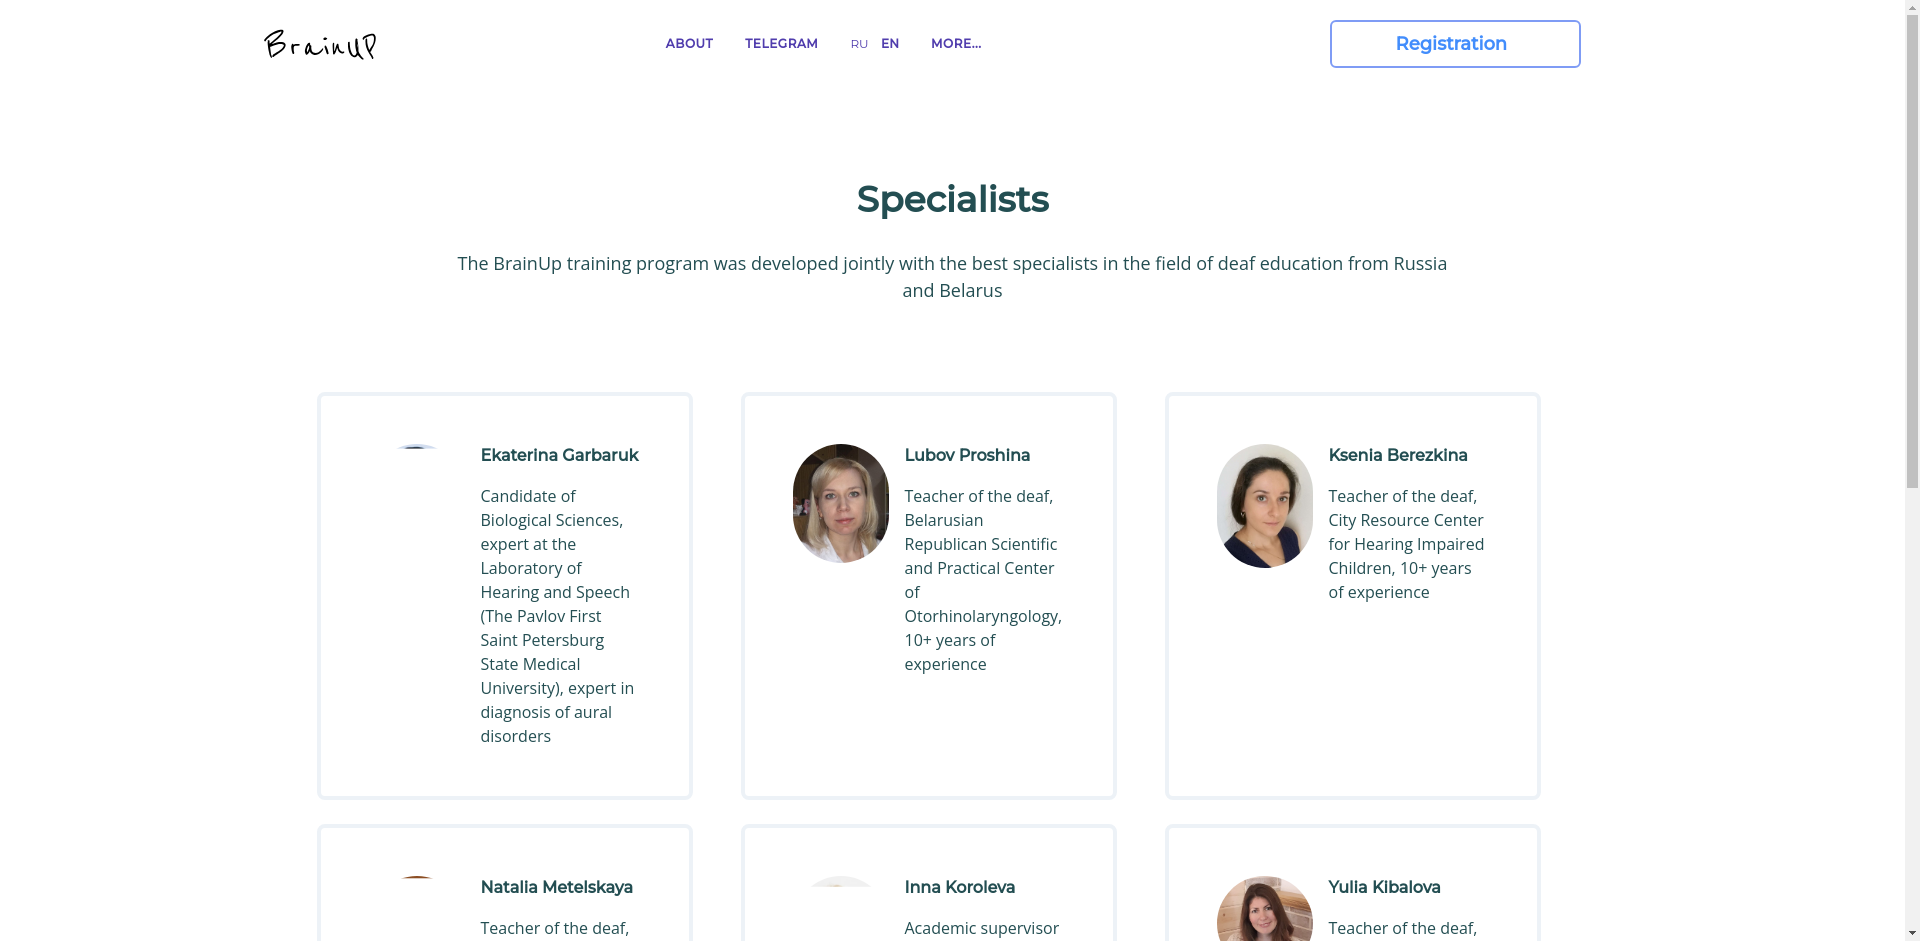 BrainUP
ABOUT
TELEGRAM
RU
EN
MORE...
Registration
Specialists
The BrainUp training program was developed jointly with the best specialists in the field of deaf education from Russia
and Belarus
Ekaterina Garbaruk
Candidate of
Biological Sciences,
expert at the
Laboratory of
Hearing and Speech
(The Pavlov First
Saint Petersburg
State Medical
University), expert in
diagnosis of aural
disorders
Lubov Proshina
Teacher of the deaf,
Belarusian
Republican Scientific
and Practical Center
of
Otorhinolaryngology,
10+ years of
experience
Ksenia Berezkina
Teacher of the deaf,
City Resource Center
for Hearing Impaired
Children, 10+ years
of experience
Natalia Metelskaya
Teacher of the deaf,
Inna Koroleva
Academic supervisor
Yulia Kibalova
Teacher of the deaf,